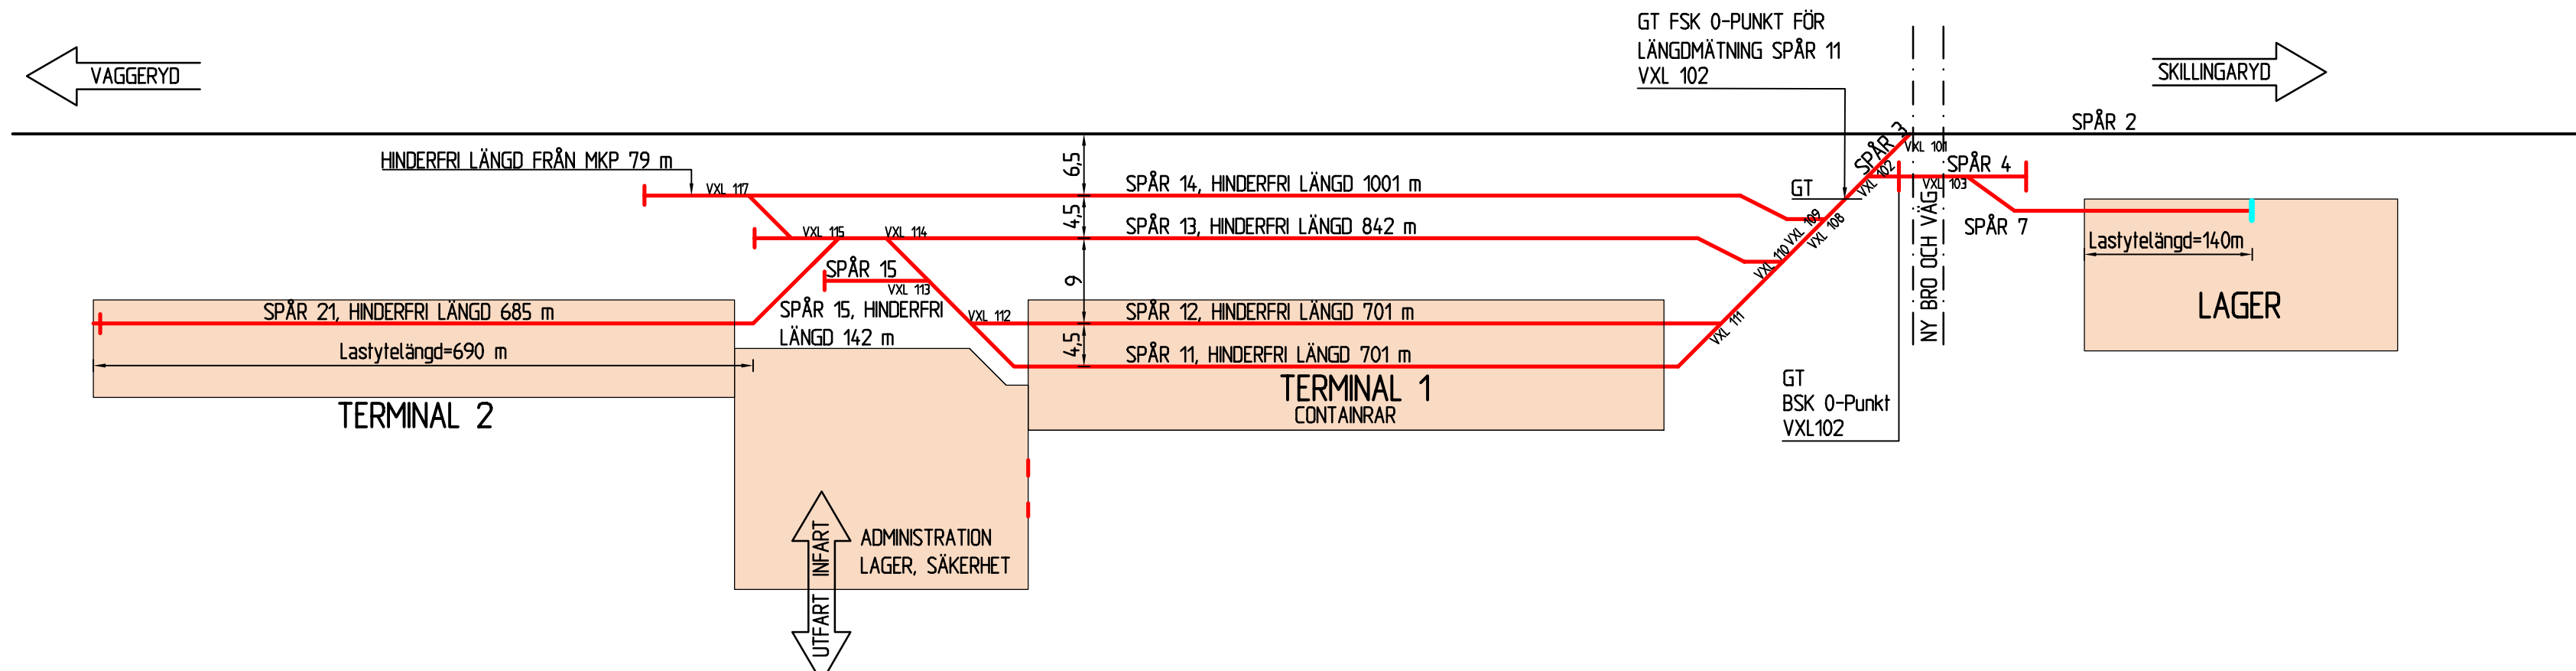 GT FSK 0-PUNKT FÖR
LÄNGDMÄTNING SPÅR 11
VXL 102
VAGGERYD
SKILLINGARYD
SPÅR 2
SPÅR 3
VXL 101
HINDERFRI LÄNGD FRÅN MKP 79 m
6,5
VXL 102
SPÅR 4
VXL 103
VXL 117
SPÅR 14, HINDERFRI LÄNGD 1001 m
GT
4,5
VXL 115
VXL 114
SPÅR 13, HINDERFRI LÄNGD 842 m
VXL 109
VXL 108
VXL 110
NY BRO OCH VÄG
SPÅR 7
Lastytelängd=140m
LAGER
SPÅR 15
VXL 113
9
SPÅR 21, HINDERFRI LÄNGD 685 m
SPÅR 15, HINDERFRI
LÄNGD 142 m
VXL 112
SPÅR 12, HINDERFRI LÄNGD 701 m
VXL 111
Lastytelängd=690 m
4,5
SPÅR 11, HINDERFRI LÄNGD 701 m
TERMINAL 1
CONTAINRAR
TERMINAL 2
GT
BSK 0-Punkt
VXL102
ADMINISTRATION
LAGER, SÄKERHET
UTFART INFART